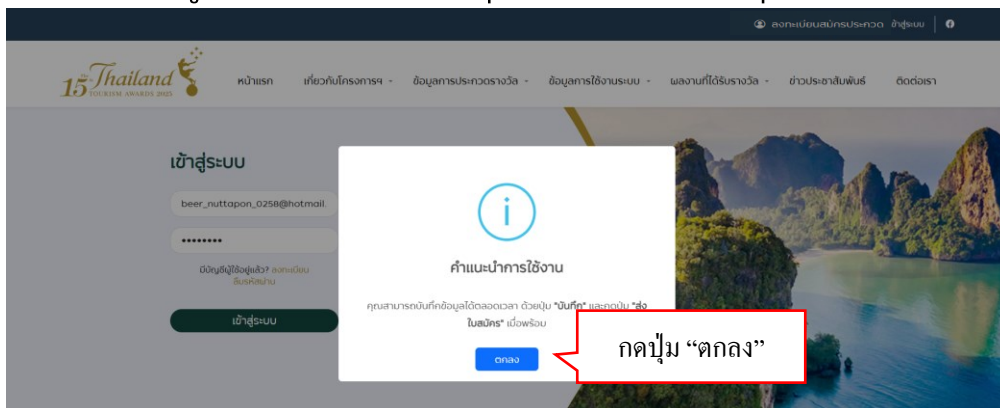 ลงทะเบียนสมัครประกวด เข้าสู่ระบบ
15th Thailand
TOURISM AWARDS 2025
หน้าแรก เกี่ยวกับโครงการฯ ข้อมูลการประกวดรางวัล ข้อมูลการใช้งานระบบ ผลงานที่ได้รับรางวัล ข่าวประชาสัมพันธ์ ติดต่อเรา
เข้าสู่ระบบ
beer_nuttapon_0258@hotmail.
••••••••
มีบัญชีผู้ใช้อยู่แล้ว? ลงทะเบียน
ลืมรหัสผ่าน
เข้าสู่ระบบ
คำแนะนำการใช้งาน
คุณสามารถบันทึกข้อมูลได้ตลอดเวลา ด้วยปุ่ม "บันทึก" และกดปุ่ม "ส่ง
ใบสมัคร" เมื่อพร้อม
ตกลง
กดปุ่ม “ตกลง”